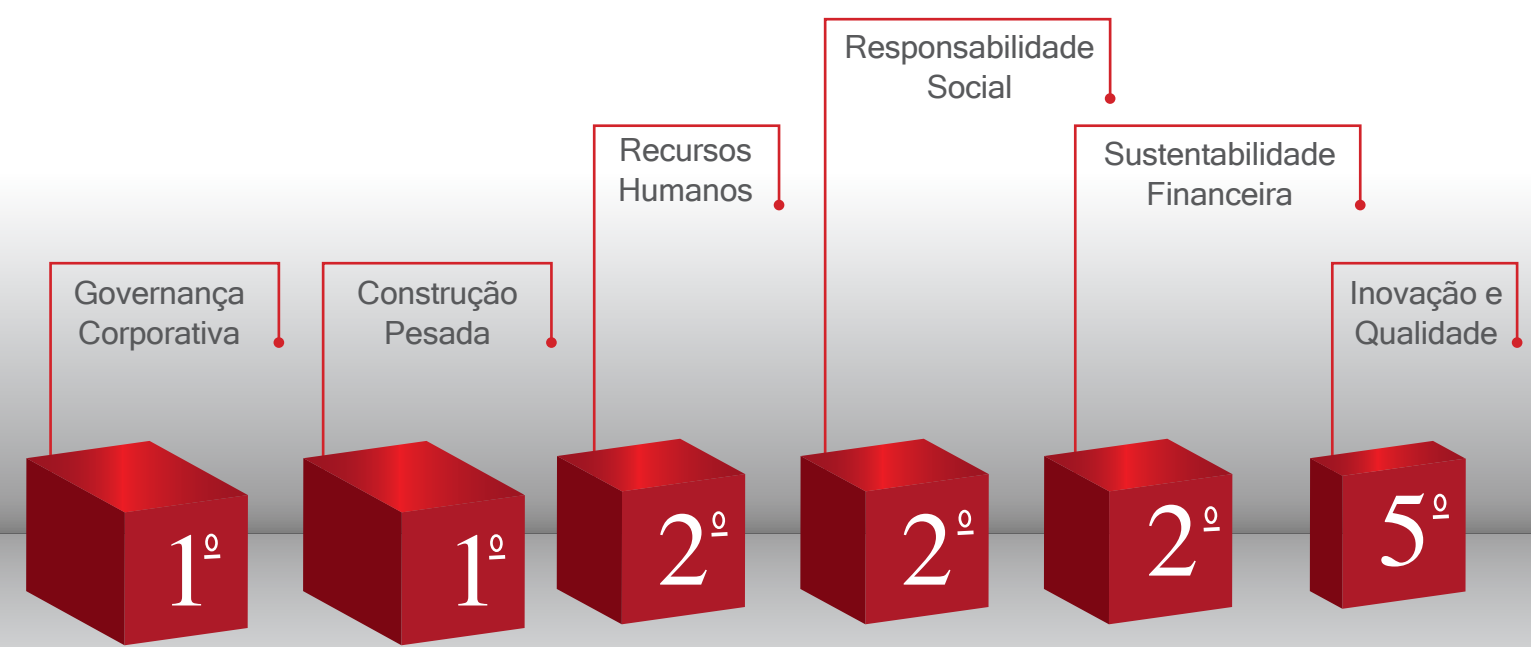 Responsabilidade
Social
Recursos
Humanos
Sustentabilidade
Financeira
Governança
Corporativa
Construção
Pesada
Inovação e
Qualidade
1º
1º
2º
2º
2º
5º